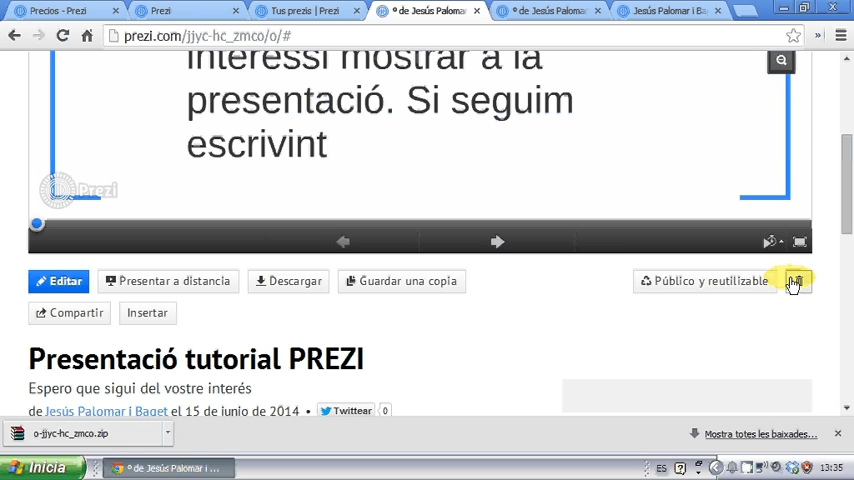 Precios - Prezi
Prezi
Tus prezis | Prezi
º de Jesús Palomar
º de Jesús Palomar
Jesús Palomar i Bag
prezi.com/jjyc-hc_zmco/o/#
interessi mostrar a la
presentació. Si seguim
escrivint
Prezi
Editar
Presentar a distancia
Descargar
Guardar una copia
Público y reutilizable
Compartir
Insertar
Presentació tutorial PREZI
Espero que sigui del vostre interés
de Jesús Palomar i Baget el 15 de junio de 2014 •
Twittear
0
o-jjyc-hc_zmco.zip
Mostra totes les baixades...
Inicia
º de Jesús Palomar i ...
ES
13:35